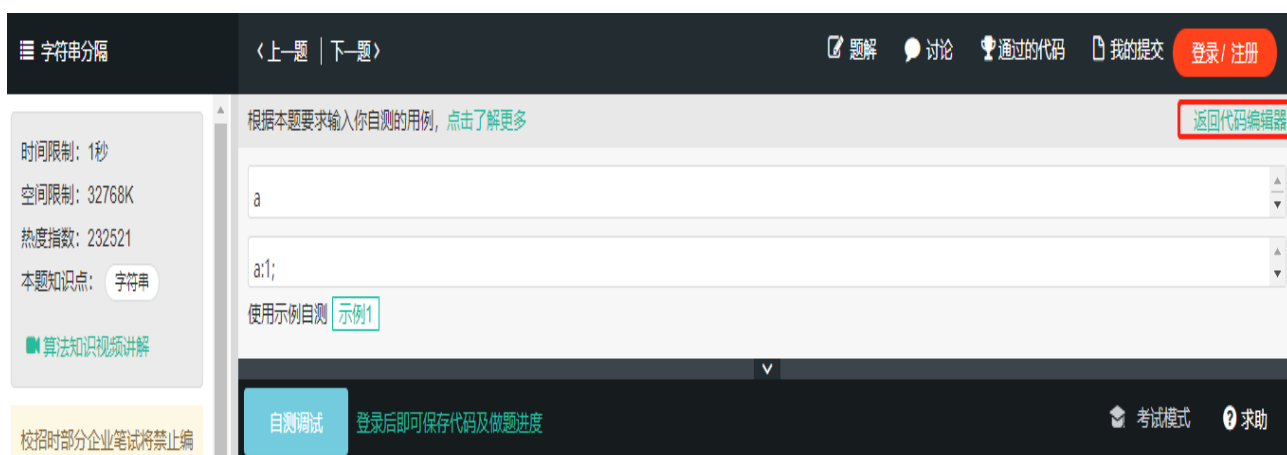 字符串分隔
上一题 | 下一题
题解
讨论
通过的代码
我的提交
登录/ 注册
时间限制：1秒
空间限制：32768K
热度指数：232521
本题知识点：
字符串
算法知识视频讲解
校招时部分企业笔试将禁止编
根据本题要求输入你自测的用例，点击了解更多
返回代码编辑器
a
a:1;
使用示例自测
示例1
自测调试
登录后即可保存代码及做题进度
考试模式
求助